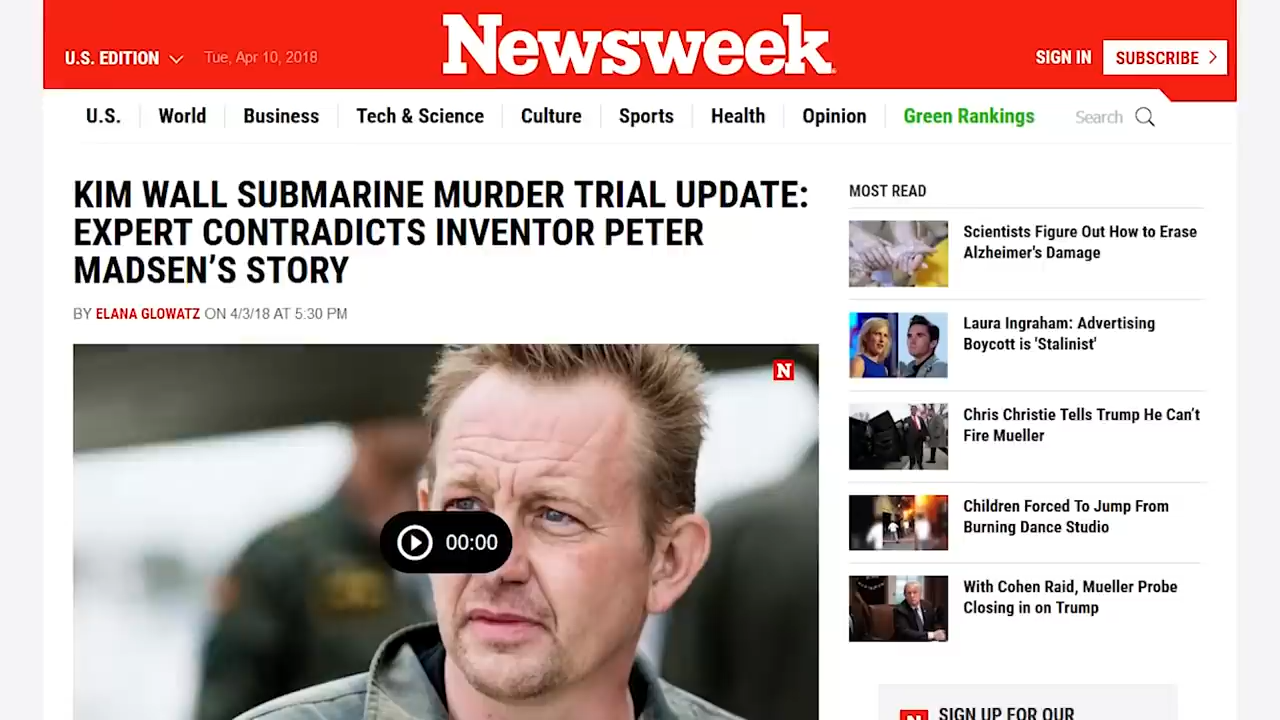 Newsweek
U.S. EDITION
Tue, Apr 10, 2018
SIGN IN
SUBSCRIBE
U.S.
World
Business
Tech & Science
Culture
Sports
Health
Opinion
Green Rankings
Search
KIM WALL SUBMARINE MURDER TRIAL UPDATE:
EXPERT CONTRADICTS INVENTOR PETER
MADSEN’S STORY
BY ELANA GLOWATZ ON 4/3/18 AT 5:30 PM
N
00:00
MOST READ
Scientists Figure Out How to Erase
Alzheimer's Damage
Laura Ingraham: Advertising
Boycott is 'Stalinist'
Chris Christie Tells Trump He Can’t
Fire Mueller
Children Forced To Jump From
Burning Dance Studio
With Cohen Raid, Mueller Probe
Closing in on Trump
N
SIGN UP FOR OUR